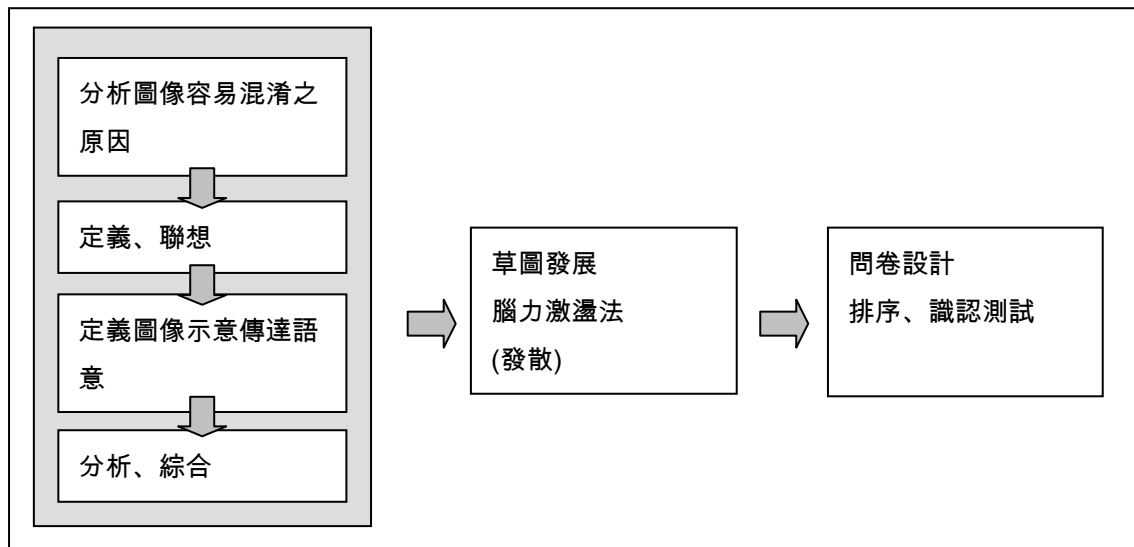 分析圖像容易混淆之
原因
定義、聯想
定義圖像示意傳達語
意
分析、綜合
草圖發展
腦力激盪法
(發散)
問卷設計
排序、識認測試